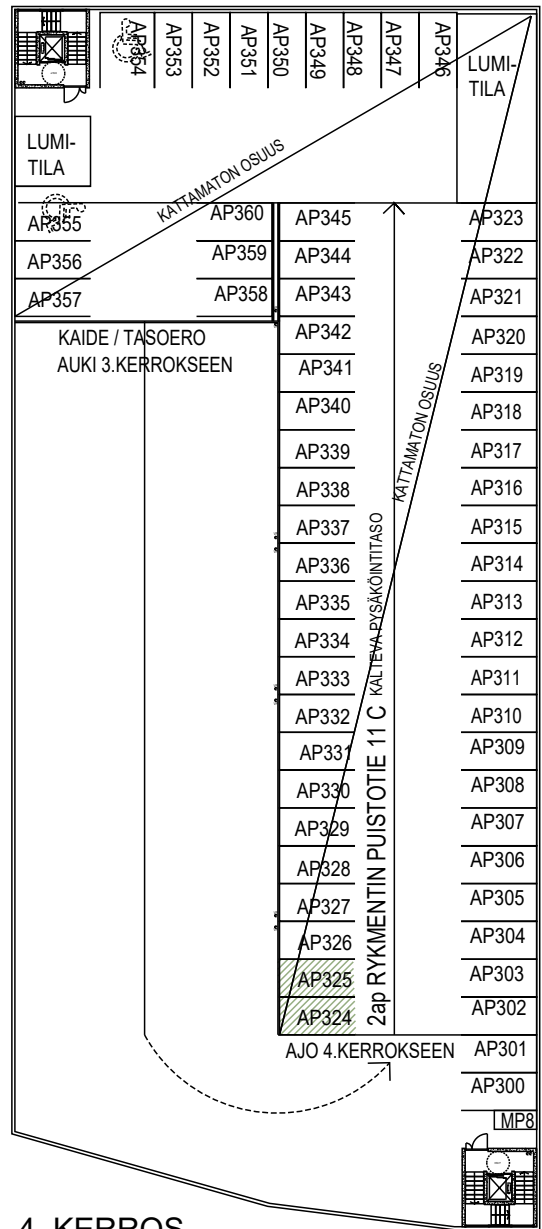 AP354
AP353
AP352
AP351
AP350
AP349
AP348
AP347
AP346
LUMI-
TILA
LUMI-
TILA
KATTAMATON OSUUS
AP355
AP356
AP357
AP360
AP359
AP358
KAIDE / TASOERO
AUKI 3.KERROKSEEN
AP345
AP344
AP343
AP342
AP341
AP340
AP339
AP338
AP337
AP336
AP335
AP334
AP333
AP332
AP331
AP330
AP329
AP328
AP327
AP326
AP325
AP324
2ap RYKMENTIN PUISTOTIE 11 C
KALTEVA PYSÄKÖINTITASO
KATTAMATON OSUUS
AP323
AP322
AP321
AP320
AP319
AP318
AP317
AP316
AP315
AP314
AP313
AP312
AP311
AP310
AP309
AP308
AP307
AP306
AP305
AP304
AP303
AP302
AP301
AP300
AJO 4.KERROKSEEN
MP8
4. KERROS